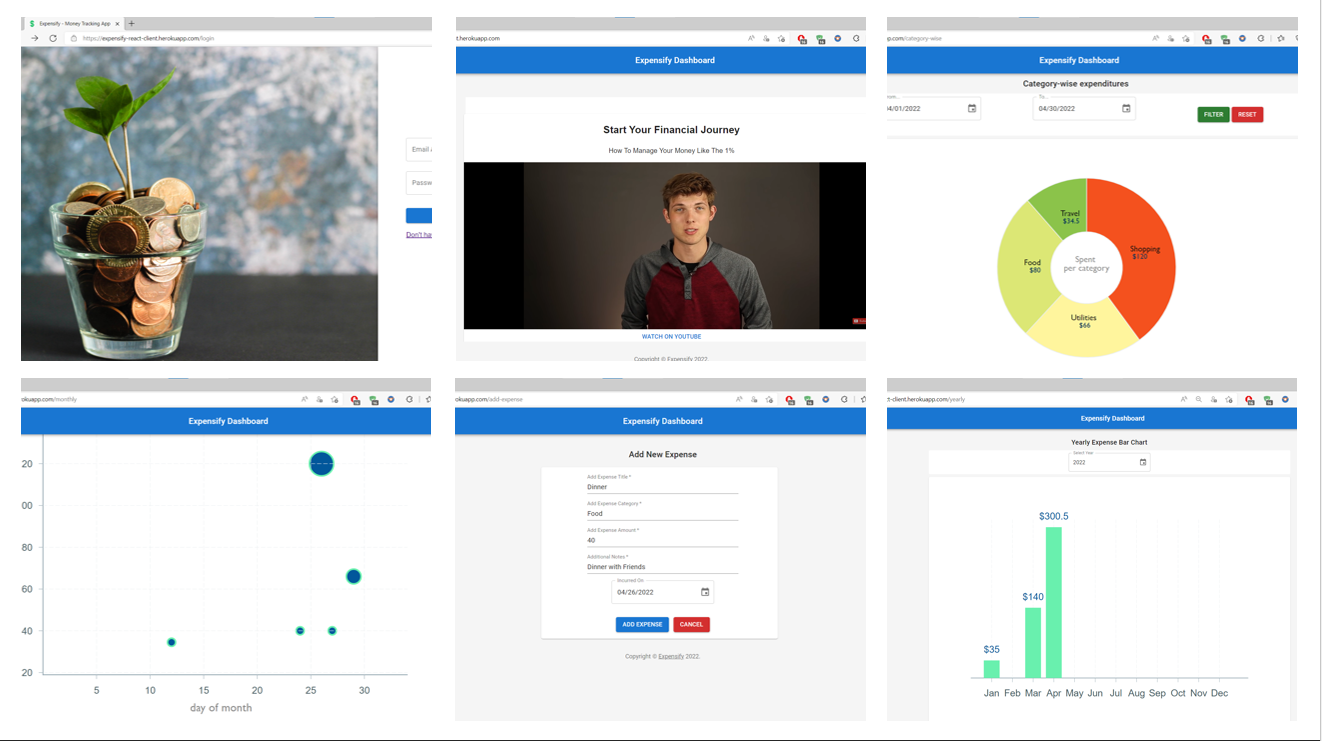 Expensify - Money Tracking App
https://expensify-react-client.herokuapp.com/login
Email
Passw
Don't ha
t.herokuapp.com
Expensify Dashboard
Start Your Financial Journey
How To Manage Your Money Like The 1%
WATCH ON YOUTUBE
Copyright © Expensify 2022.
pp.com/category-wise
Expensify Dashboard
Category-wise expenditures
To...
4/01/2022
04/30/2022
FILTER
RESET
Travel
$34.5
Shopping
$120
Food
$80
Spent
per category
Utilities
$66
rokuapp.com/monthly
Expensify Dashboard
20
00
80
60
40
20
5 10 15 20 25 30
day of month
okuapp.com/add-expense
Expensify Dashboard
Add New Expense
Add Expense Title *
Dinner
Add Expense Category *
Food
Add Expense Amount *
40
Additional Notes *
Dinner with Friends
Incurred On
04/26/2022
ADD EXPENSE
CANCEL
Copyright © Expensify 2022.
ct-client.herokuapp.com/yearly
Expensify Dashboard
Yearly Expense Bar Chart
Select Year
2022
$300.5
$140
$35
Jan Feb Mar Apr May Jun Jul Aug Sep Oct Nov Dec